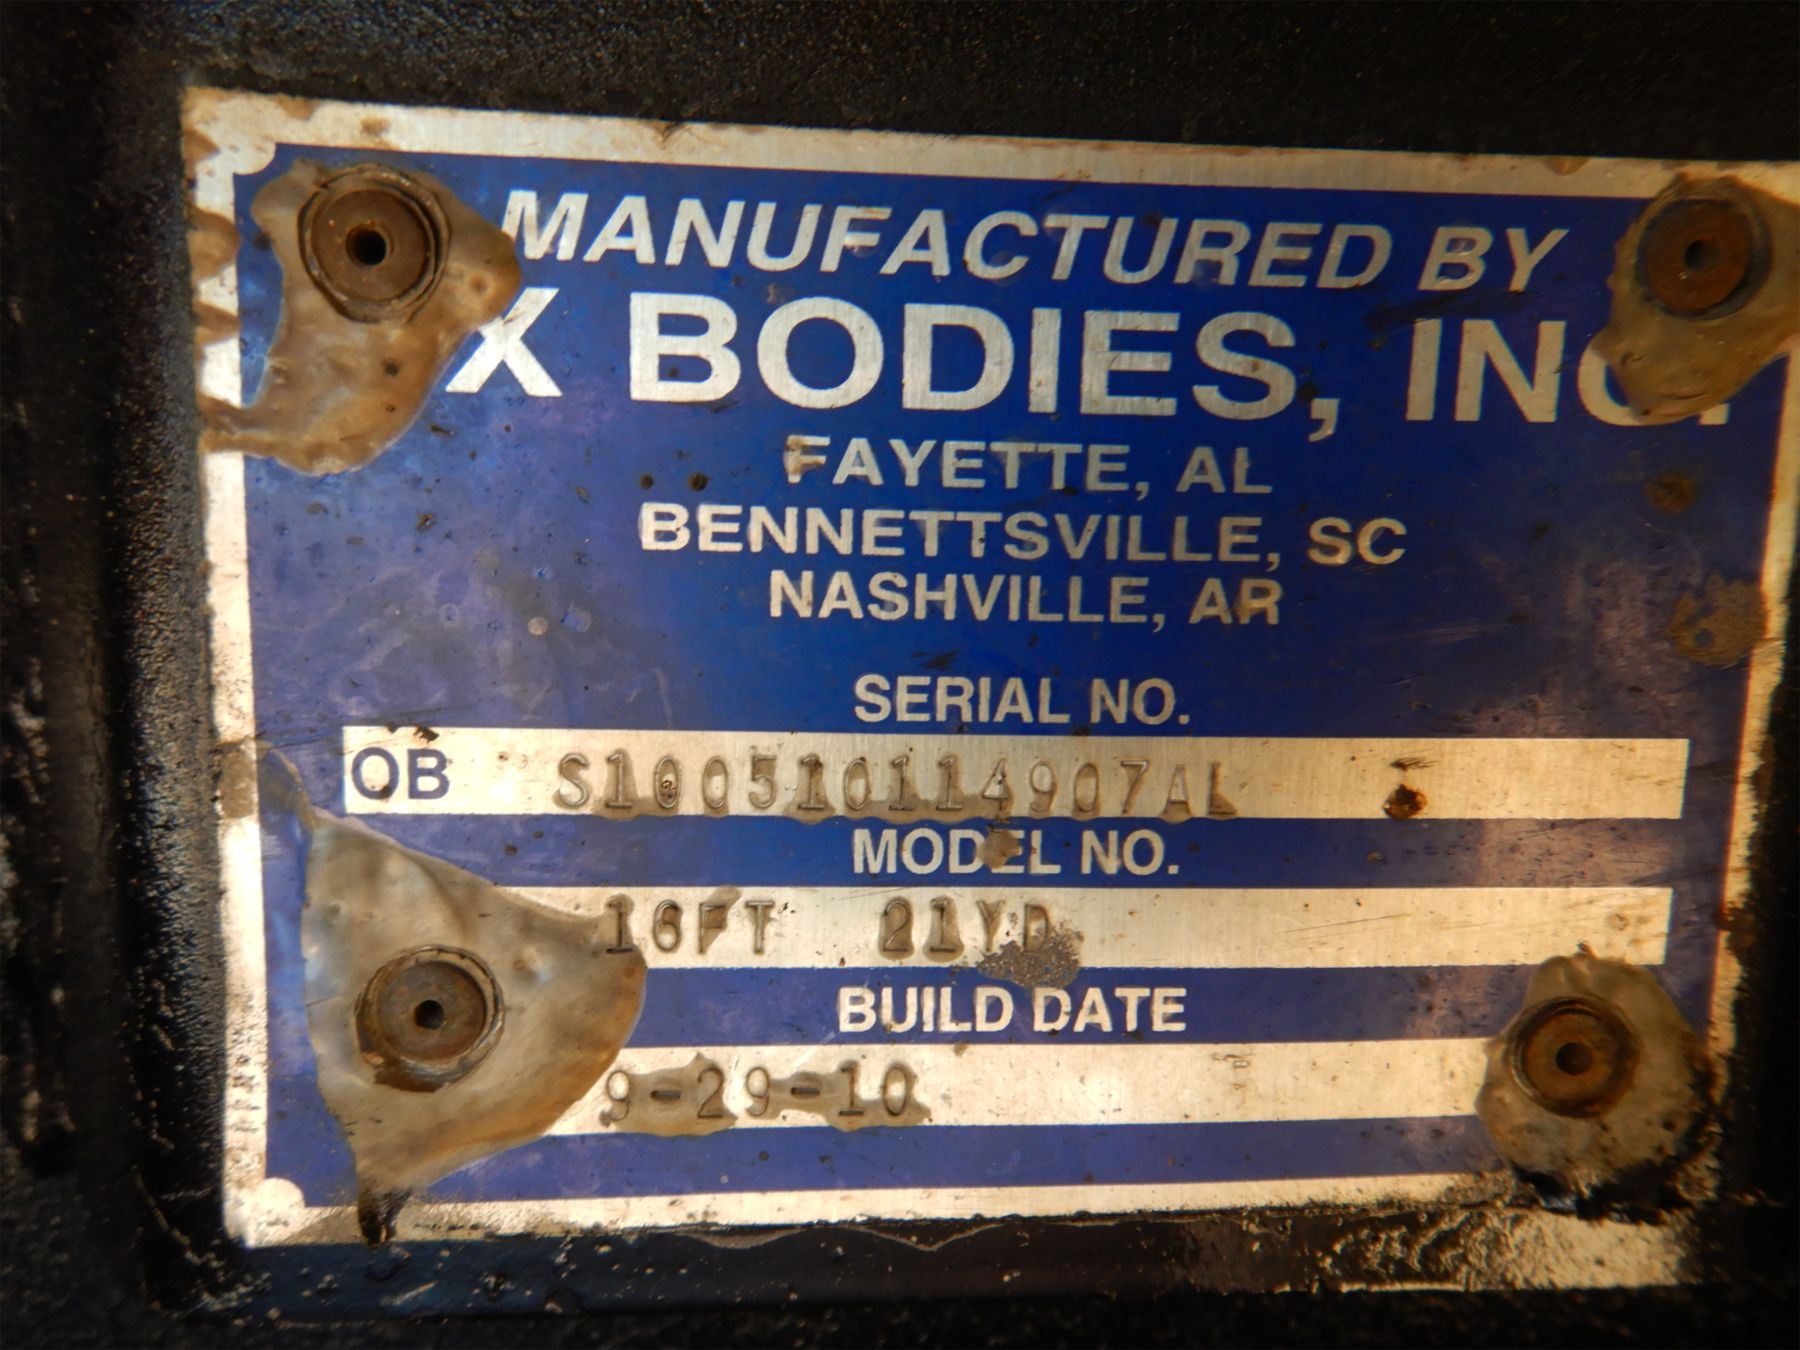 MANUFACTURED BY
X BODIES, INC.
FAYETTE, AL
BENNETTSVILLE, SC
NASHVILLE, AR
SERIAL NO.
OB S100510114907AL
MODEL NO.
16FT 21YD
BUILD DATE
9-29-10